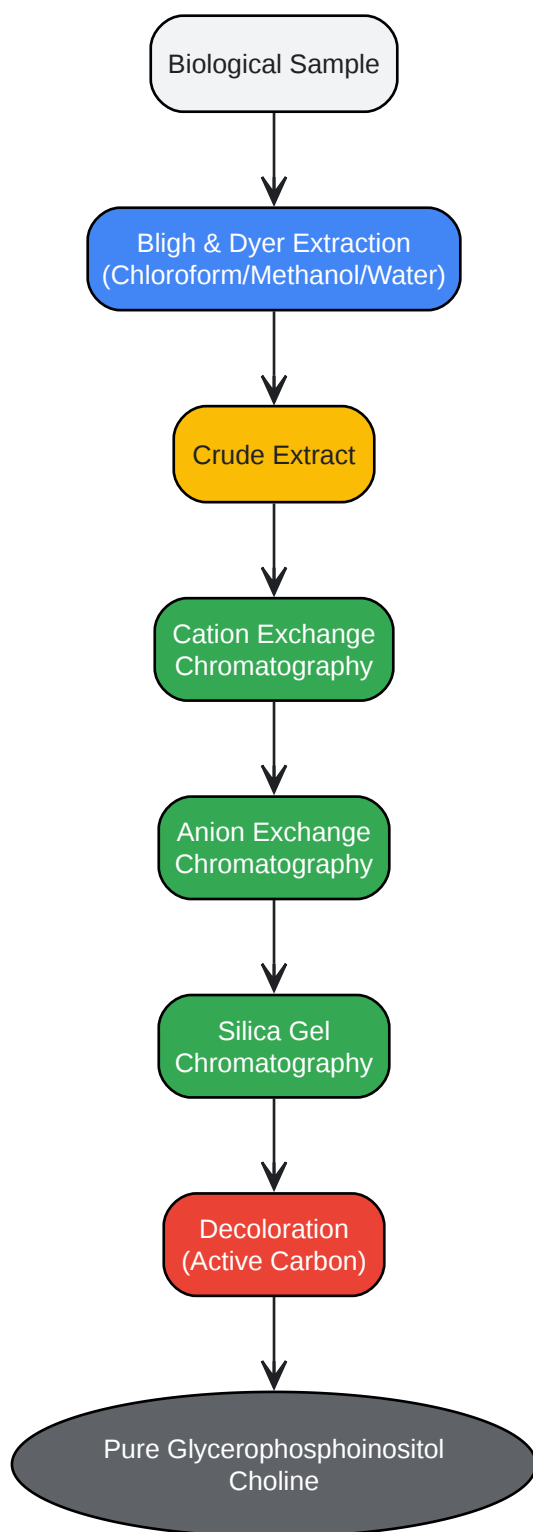 Biological Sample
Bligh & Dyer Extraction
(Chloroform/Methanol/Water)
Crude Extract
Cation Exchange
Chromatography
Anion Exchange
Chromatography
Silica Gel
Chromatography
Decoloration
(Active Carbon)
Pure Glycerophosphoinositol
Choline